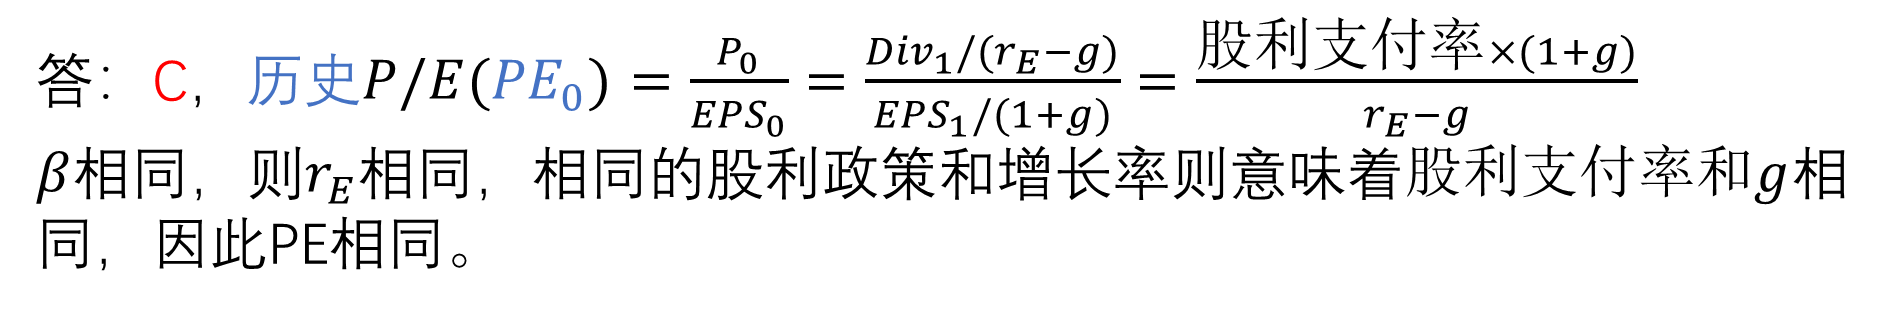 答：C，历史P/E(PE₀) = P₀/EPS₀ = (Div₁/(r_E−g))/(EPS₁/(1+g)) = (股利支付率×(1+g))/(r_E−g)
β相同，则r_E相同，相同的股利政策和增长率则意味着股利支付率和g相
同，因此PE相同。